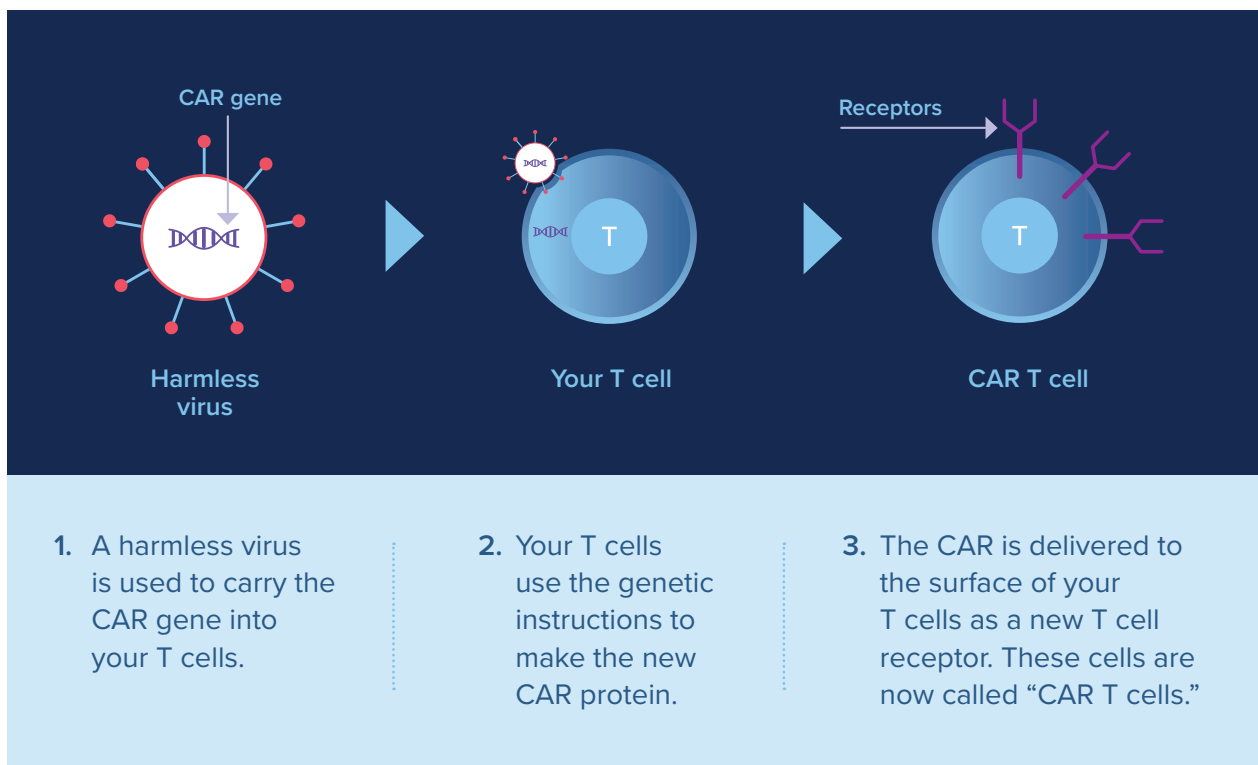 CAR gene
Receptors
T
T
Harmless
virus
Your T cell
CAR T cell
1. A harmless virus
is used to carry the
CAR gene into
your T cells.
2. Your T cells
use the genetic
instructions to
make the new
CAR protein.
3. The CAR is delivered to
the surface of your
T cells as a new T cell
receptor. These cells are
now called “CAR T cells.”